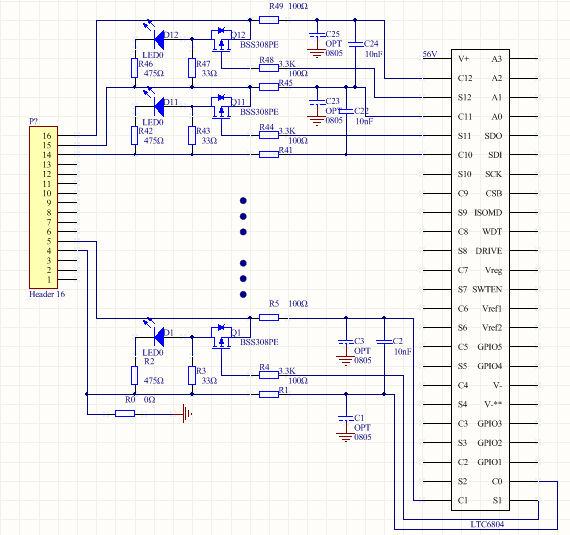 R49 100Ω
D12
Q12
C25
OPT
0805
C24
10nF
LED0
R46
475Ω
R47
33Ω
BSS308PE
R48 3.3K
100Ω
R45
56V
D11
Q11
C23
OPT
0805
C22
10nF
LED0
R42
475Ω
R43
33Ω
BSS308PE
R44 3.3K
100Ω
R41
P?
16
15
14
13
12
11
10
9
8
7
6
5
4
3
2
1
Header 16
R5 100Ω
D1
Q1
C3
OPT
0805
C2
10nF
LED0
R2
475Ω
R3
33Ω
BSS308PE
R4 3.3K
100Ω
R1
R0 0Ω
C1
OPT
0805
V+ A3
C12 A2
S12 A1
C11 A0
S11 SDO
C10 SDI
S10 SCK
C9 CSB
S9 ISOMD
C8 WDT
S8 DRIVE
C7 Vreg
S7 SWTEN
C6 Vref1
S6 Vref2
C5 GPIO5
S5 GPIO4
C4 V-
S4 V-**
C3 GPIO3
S3 GPIO2
C2 GPIO1
S2 C0
C1 S1
LTC6804